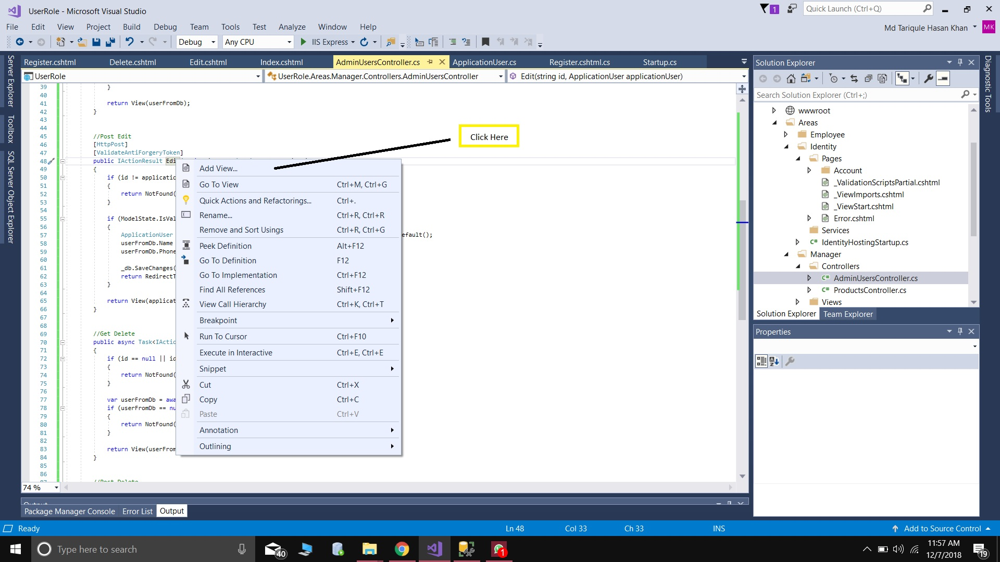 UserRole - Microsoft Visual Studio
1
Quick Launch (Ctrl+Q)
File Edit View Project Build Debug Team Tools Test Analyze Window Help
Md Tariqule Hasan Khan MK
Debug Any CPU IIS Express
Register.cshtml Delete.cshtml Edit.cshtml Index.cshtml AdminUsersController.cs ApplicationUser.cs Register.cshtml.cs Startup.cs
UserRole UserRole.Areas.Manager.Controllers.AdminUsersController Edit(string id, ApplicationUser applicationUser)
Server Explorer
Toolbox
SQL Server Object Explorer
39 }
40
41 return View(userFromDb);
42 }
43
44
45 //Post Edit
46 [HttpPost]
47 [ValidateAntiForgeryToken]
48 public IActionResult Edi
49 {
50 if (id != applicatio
51 {
52 return NotFound(
53 }
54
55 if (ModelState.IsVal
56 {
57 ApplicationUser efault();
58 userFromDb.Name
59 userFromDb.Phone
60
61 _db.SaveChanges(
62 return RedirectT
63 }
64
65 return View(applicat
66 }
67
68
69 //Get Delete
70 public async Task<IActio
71 {
72 if (id == null || id
73 {
74 return NotFound(
75 }
76
77 var userFromDb = awa
78 if (userFromDb == nu
79 {
80 return NotFound(
81 }
82
83 return View(userFrom
84 }
85
86
87 //Post Delete
Click Here
Add View...
Go To View Ctrl+M, Ctrl+G
Quick Actions and Refactorings... Ctrl+.
Rename... Ctrl+R, Ctrl+R
Remove and Sort Usings Ctrl+R, Ctrl+G
Peek Definition Alt+F12
Go To Definition F12
Go To Implementation Ctrl+F12
Find All References Shift+F12
View Call Hierarchy Ctrl+K, Ctrl+T
Breakpoint
Run To Cursor Ctrl+F10
Execute in Interactive Ctrl+E, Ctrl+E
Snippet
Cut Ctrl+X
Copy Ctrl+C
Paste Ctrl+V
Annotation
Outlining
74 %
Output
Package Manager Console Error List Output
Solution Explorer
Search Solution Explorer (Ctrl+;)
wwwroot
Areas
Employee
Identity
Pages
Account
_ValidationScriptsPartial.cshtml
_ViewImports.cshtml
_ViewStart.cshtml
Error.cshtml
Services
C# IdentityHostingStartup.cs
Manager
Controllers
C# AdminUsersController.cs
C# ProductsController.cs
Views
Solution Explorer Team Explorer
Properties
Diagnostic Tools
Ready Ln 48 Col 33 Ch 33 INS Add to Source Control
Type here to search
40
1
11:57 AM
12/7/2018
19